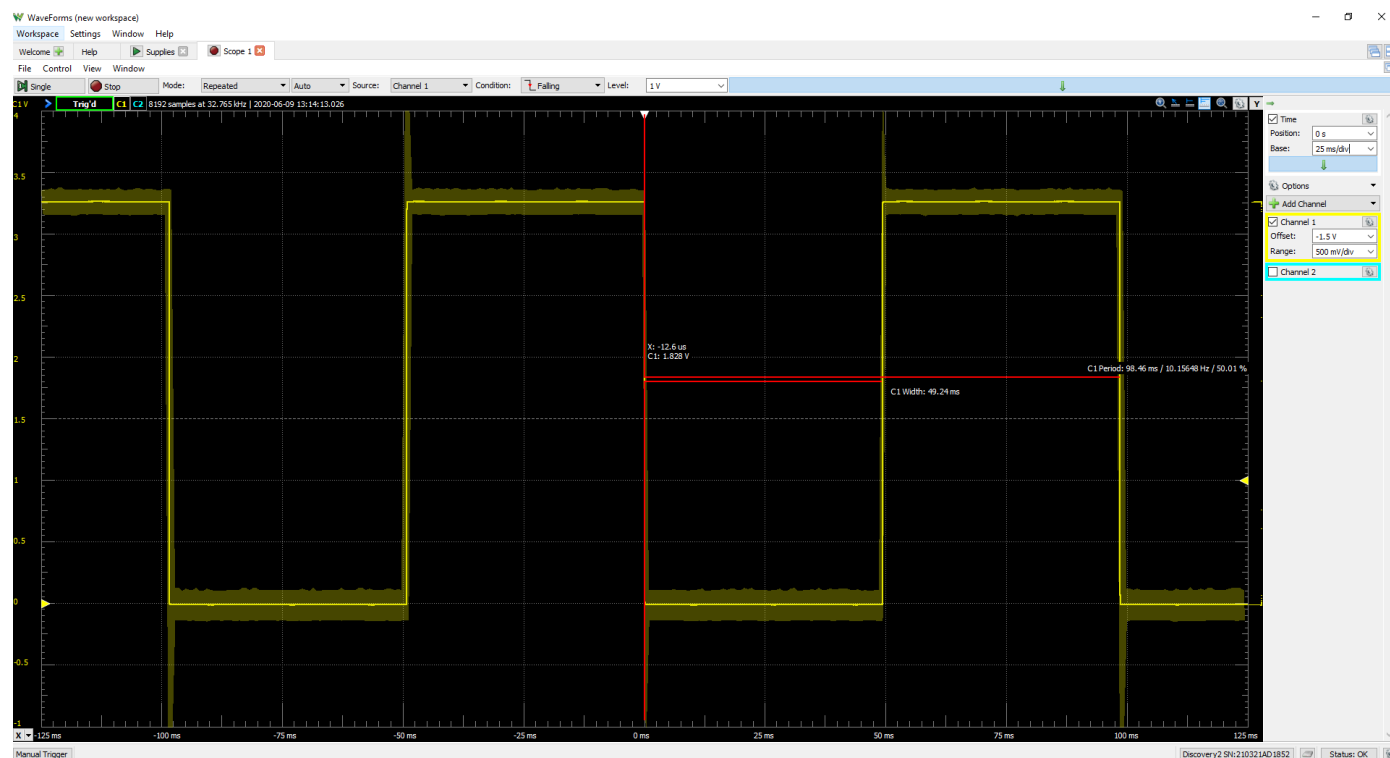 WaveForms (new workspace)
Workspace Settings Window Help
Welcome Help Supplies Scope 1
File Control View Window
Single Stop Mode: Repeated Auto Source: Channel 1 Condition: Falling Level: 1 V
C1 V Trig'd C1 C2 8192 samples at 32.765 kHz | 2020-06-09 13:14:13.026 Y
Time
Position: 0 s
Base: 25 ms/div
Options
Add Channel
Channel 1
Offset: -1.5 V
Range: 500 mV/div
Channel 2
4
3.5
3
2.5
2
1.5
1
0.5
0
-0.5
-1
X: -12.6 us
C1: 1.828 V
C1 Period: 98.46 ms / 10.15648 Hz / 50.01 %
C1 Width: 49.24 ms
X -125 ms -100 ms -75 ms -50 ms -25 ms 0 ms 25 ms 50 ms 75 ms 100 ms 125 ms
Manual Trigger Discovery2 SN:210321AD1852 Status: OK